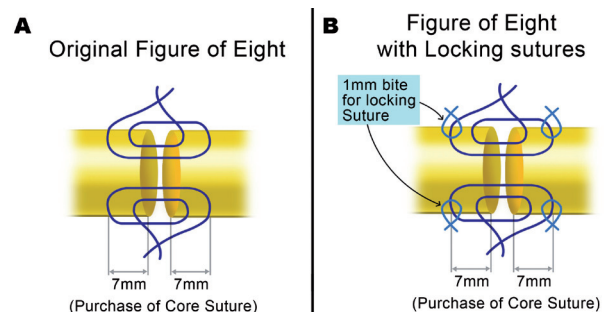 A
Original Figure of Eight
7mm 7mm
(Purchase of Core Suture)
B
Figure of Eight
with Locking sutures
1mm bite
for locking
Suture
7mm 7mm
(Purchase of Core Suture)